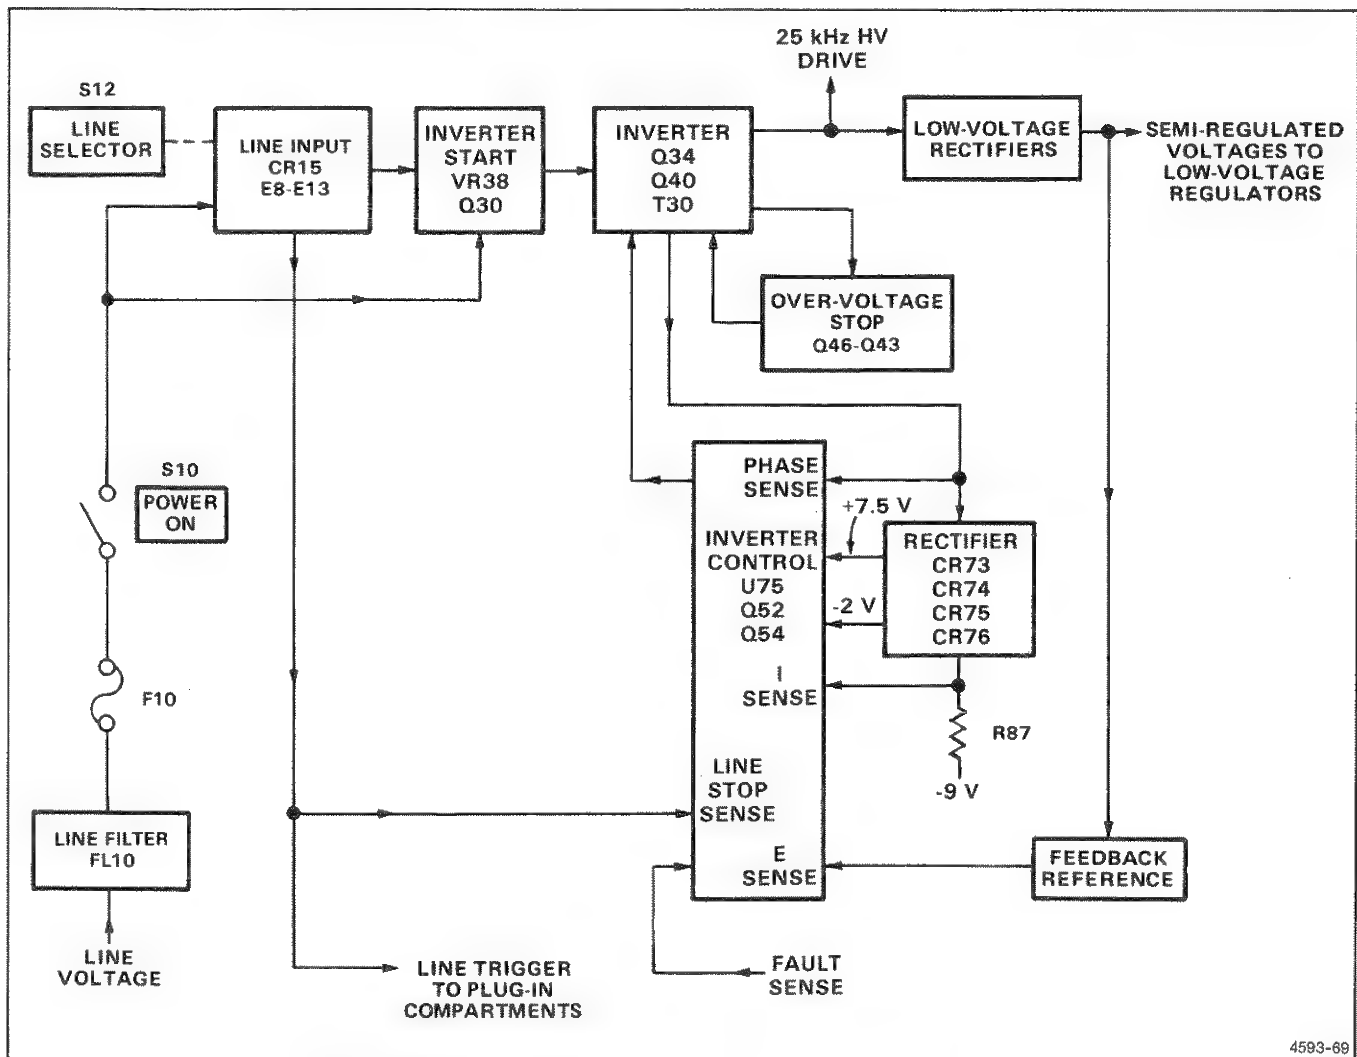 25 kHz HV
DRIVE
S12
LINE
SELECTOR
LINE INPUT
CR15
E8-E13
INVERTER
START
VR38
Q30
INVERTER
Q34
Q40
T30
LOW-VOLTAGE
RECTIFIERS
SEMI-REGULATED
VOLTAGES TO
LOW-VOLTAGE
REGULATORS
OVER-VOLTAGE
STOP
Q46-Q43
S10
POWER
ON
PHASE
SENSE
+7.5 V
INVERTER
CONTROL
U75
Q52
Q54
-2 V
RECTIFIER
CR73
CR74
CR75
CR76
I
SENSE
F10
R87
-9 V
LINE
STOP
SENSE
LINE FILTER
FL10
E
SENSE
FEEDBACK
REFERENCE
LINE
VOLTAGE
LINE TRIGGER
TO PLUG-IN
COMPARTMENTS
FAULT
SENSE
4593-69